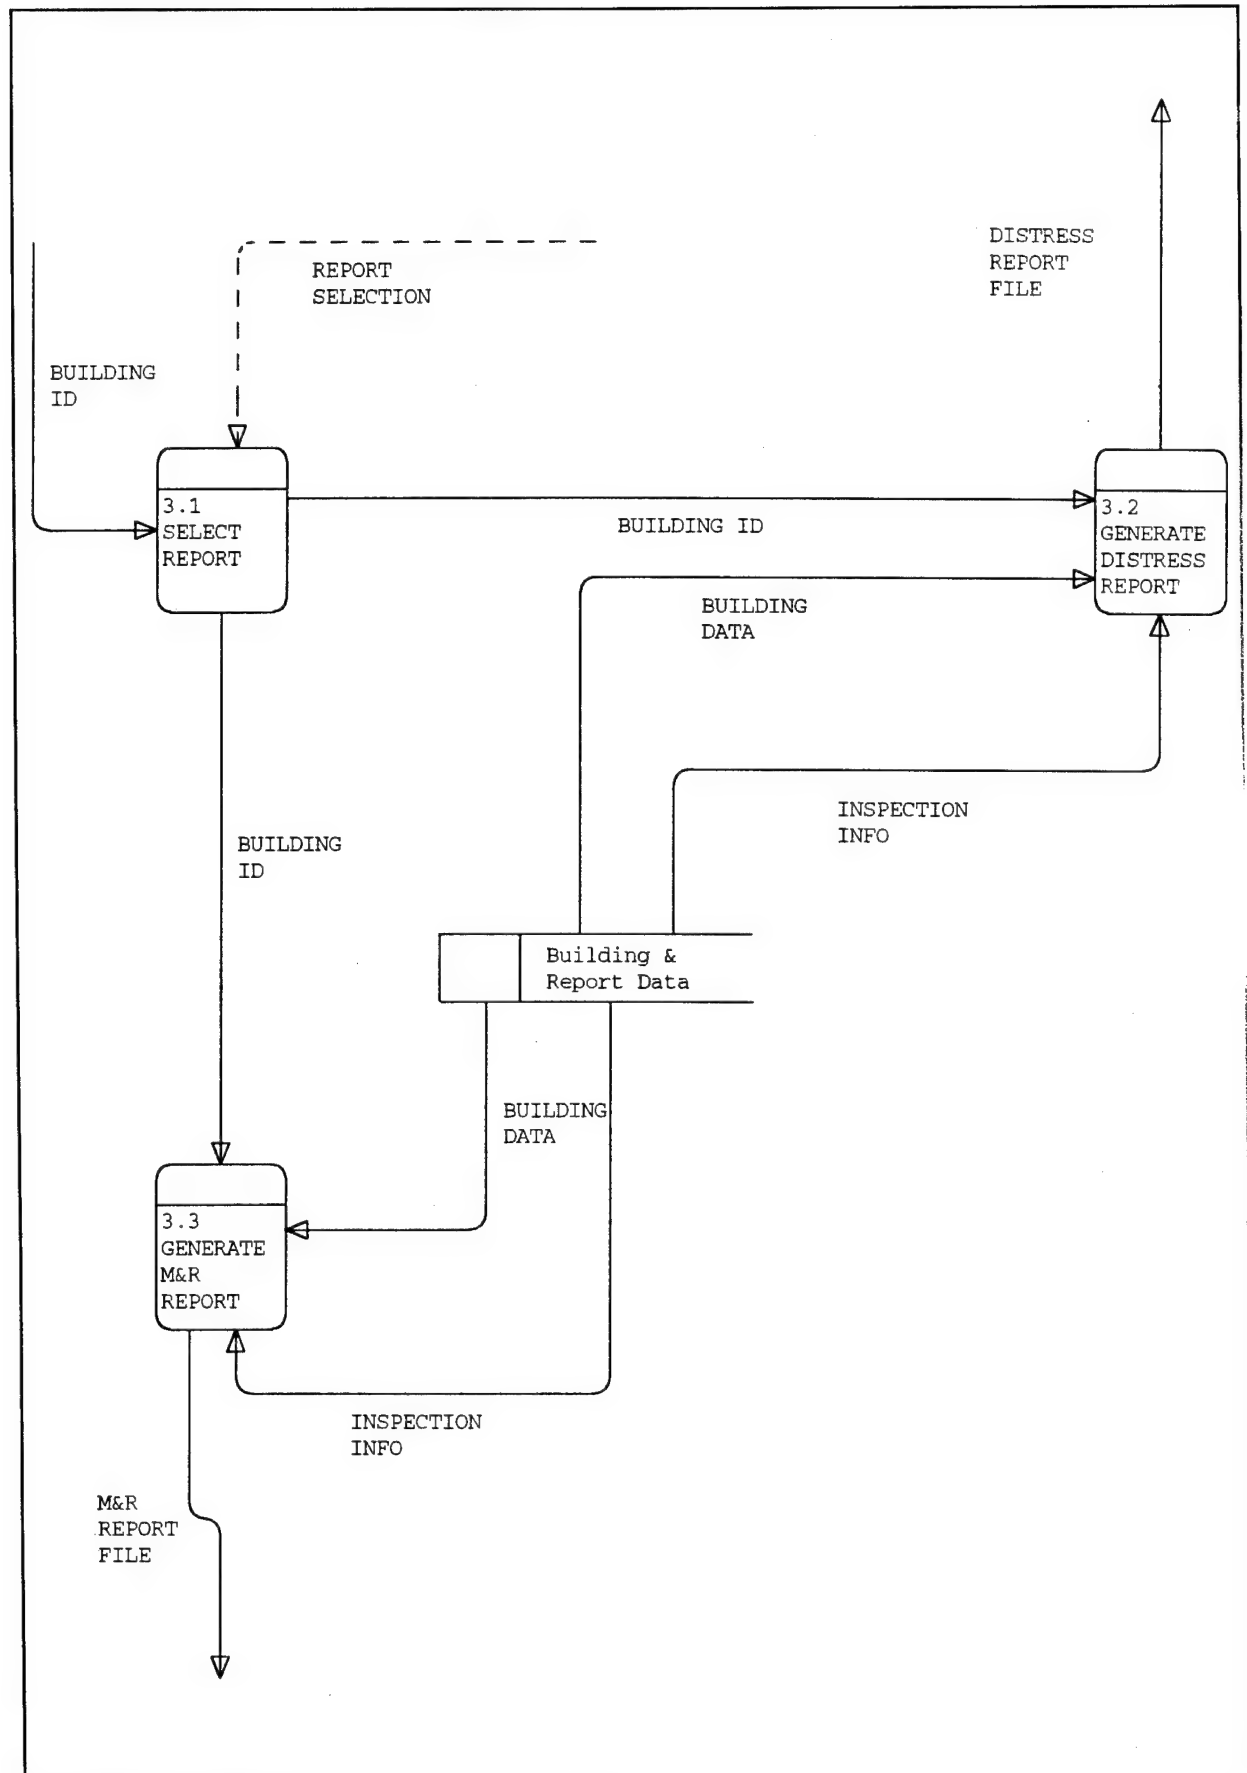 DISTRESS
REPORT
FILE
REPORT
SELECTION
BUILDING
ID
3.1
SELECT
REPORT
BUILDING ID
3.2
GENERATE
DISTRESS
REPORT
BUILDING
DATA
INSPECTION
INFO
BUILDING
ID
Building &
Report Data
BUILDING
DATA
3.3
GENERATE
M&R
REPORT
INSPECTION
INFO
M&R
REPORT
FILE